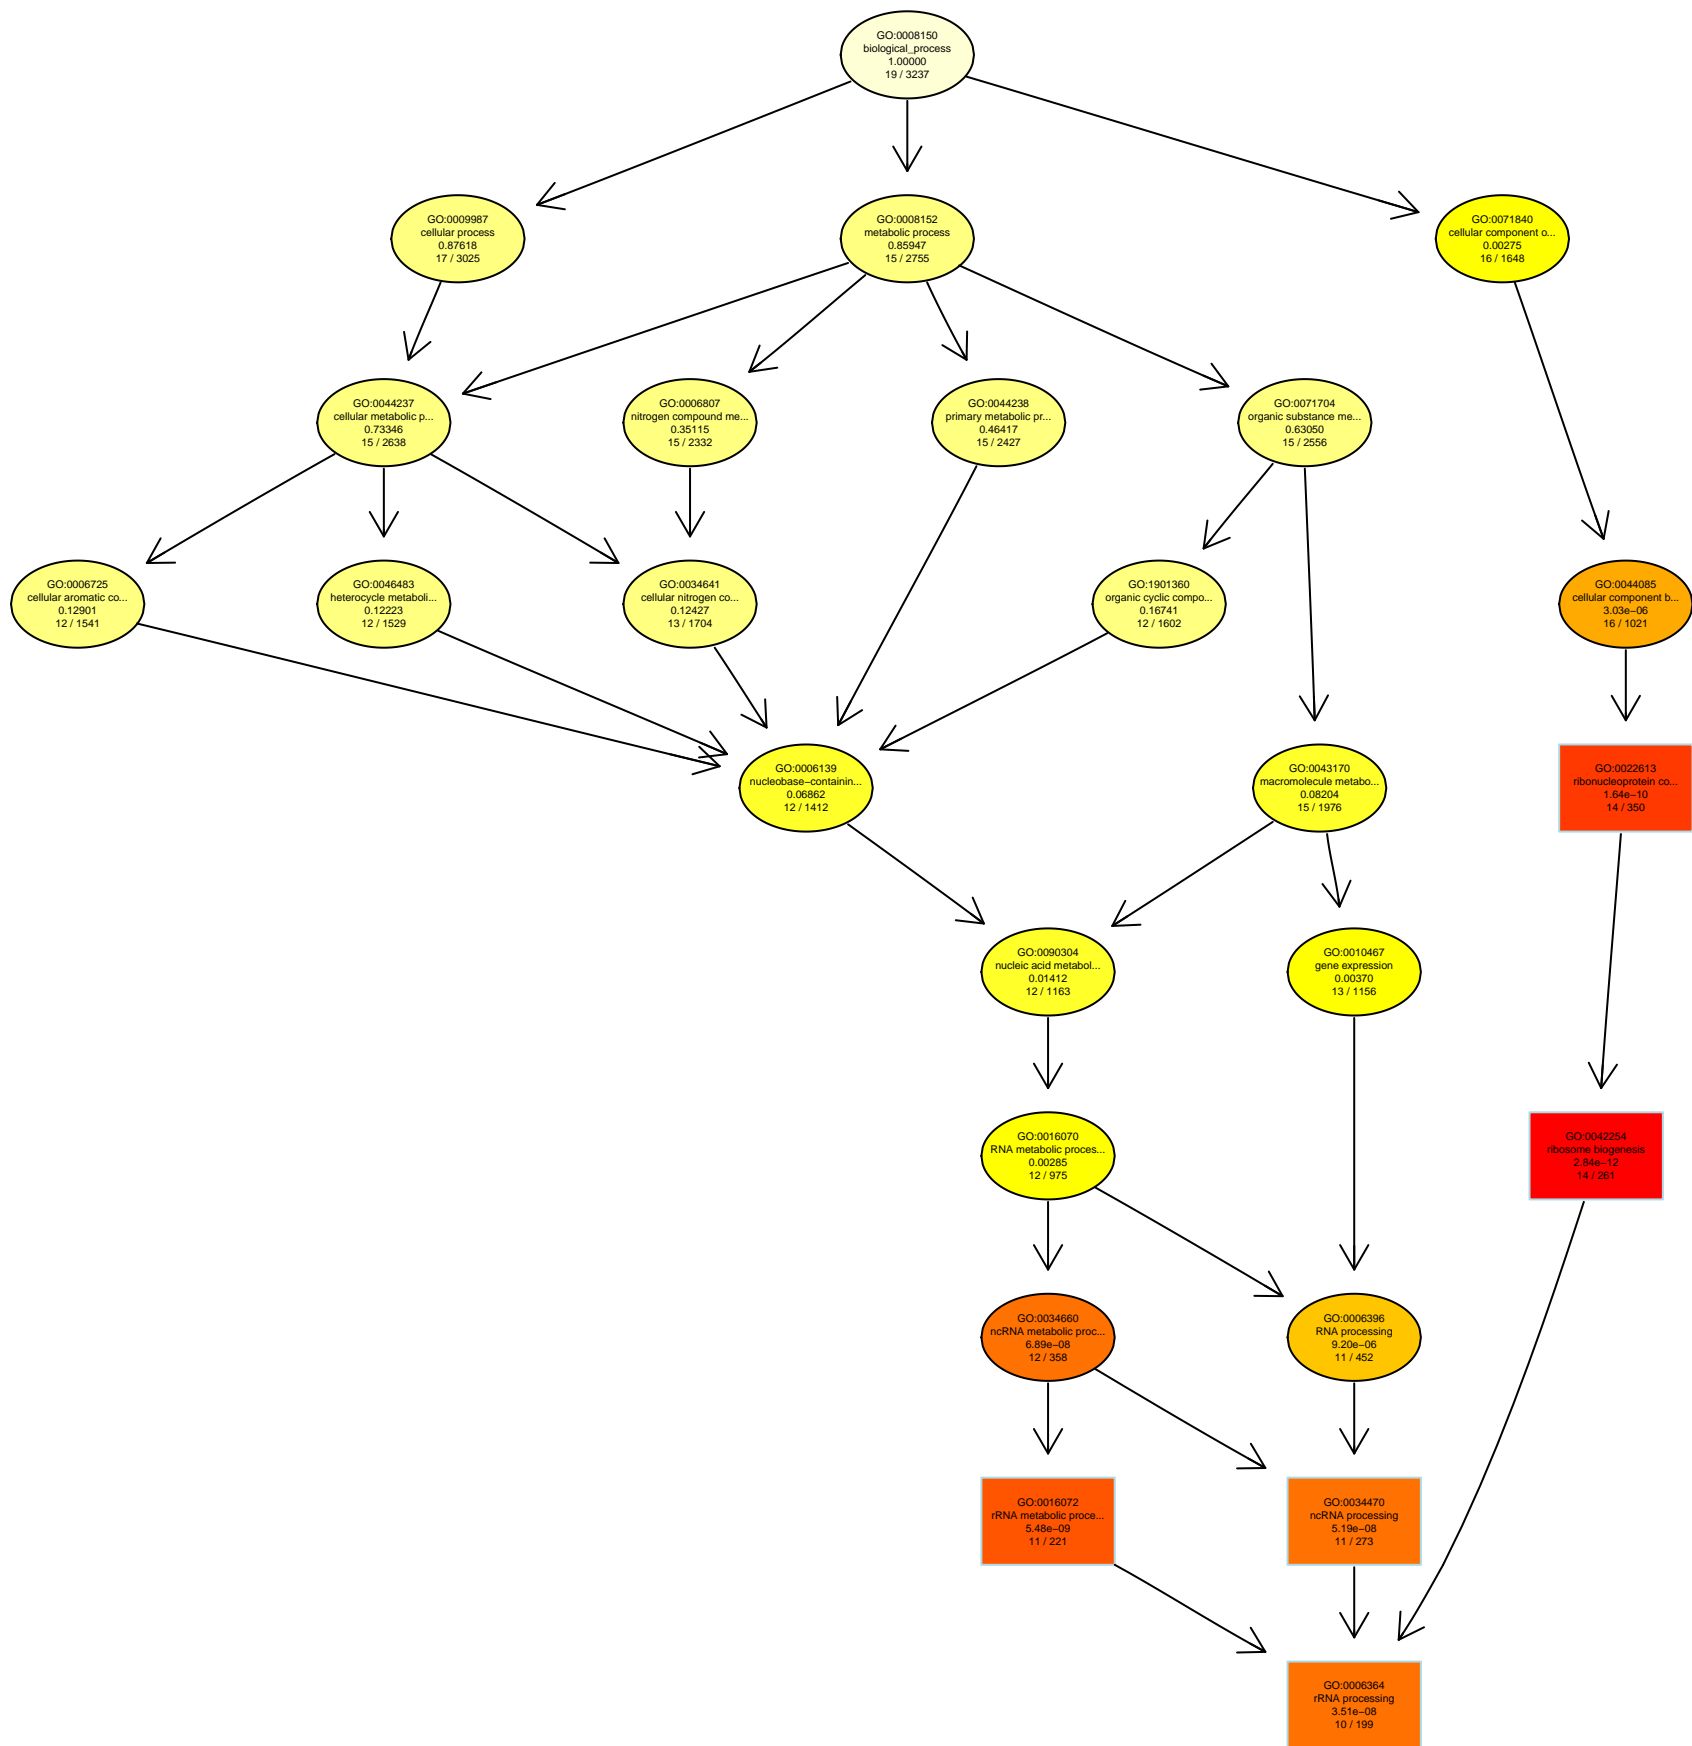 GO:0008150
biological_process
1.00000
19 / 3237
GO:0009987
cellular process
0.87618
17 / 3025
GO:0008152
metabolic process
0.85947
15 / 2755
GO:0071840
cellular component o...
0.00275
16 / 1648
GO:0044237
cellular metabolic p...
0.73346
15 / 2638
GO:0006807
nitrogen compound me...
0.35115
15 / 2332
GO:0044238
primary metabolic pr...
0.46417
15 / 2427
GO:0071704
organic substance me...
0.63050
15 / 2556
GO:0006725
cellular aromatic co...
0.12901
12 / 1541
GO:0046483
heterocycle metaboli...
0.12223
12 / 1529
GO:0034641
cellular nitrogen co...
0.12427
13 / 1704
GO:1901360
organic cyclic compo...
0.16741
12 / 1602
GO:0044085
cellular component b...
3.03e−06
16 / 1021
GO:0006139
nucleobase−containin...
0.06862
12 / 1412
GO:0043170
macromolecule metabo...
0.08204
15 / 1976
GO:0022613
ribonucleoprotein co...
1.64e−10
14 / 350
GO:0090304
nucleic acid metabol...
0.01412
12 / 1163
GO:0010467
gene expression
0.00370
13 / 1156
GO:0016070
RNA metabolic proces...
0.00285
12 / 975
GO:0042254
ribosome biogenesis
2.84e−12
14 / 261
GO:0034660
ncRNA metabolic proc...
6.89e−08
12 / 358
GO:0006396
RNA processing
9.20e−06
11 / 452
GO:0016072
rRNA metabolic proce...
5.48e−09
11 / 221
GO:0034470
ncRNA processing
5.19e−08
11 / 273
GO:0006364
rRNA processing
3.51e−08
10 / 199